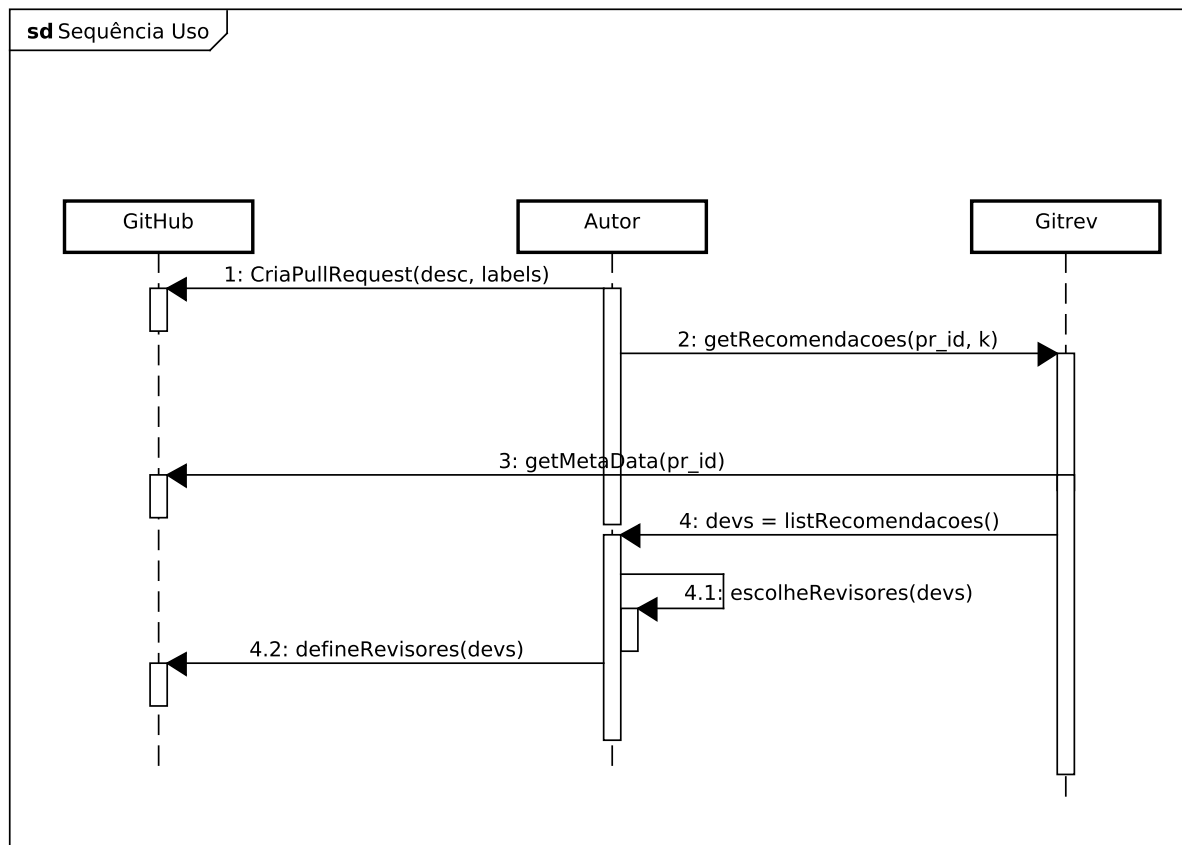 sd Sequência Uso
GitHub
Autor
Gitrev
1: CriaPullRequest(desc, labels)
2: getRecomendacoes(pr_id, k)
3: getMetaData(pr_id)
4: devs = listRecomendacoes()
4.1: escolheRevisores(devs)
4.2: defineRevisores(devs)